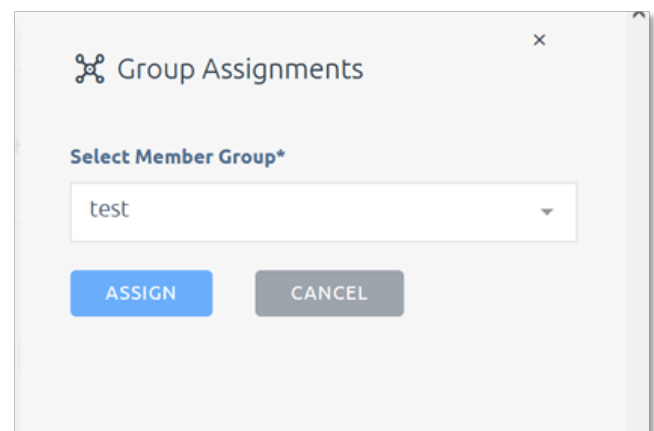 Group Assignments
Select Member Group*
test
ASSIGN
CANCEL